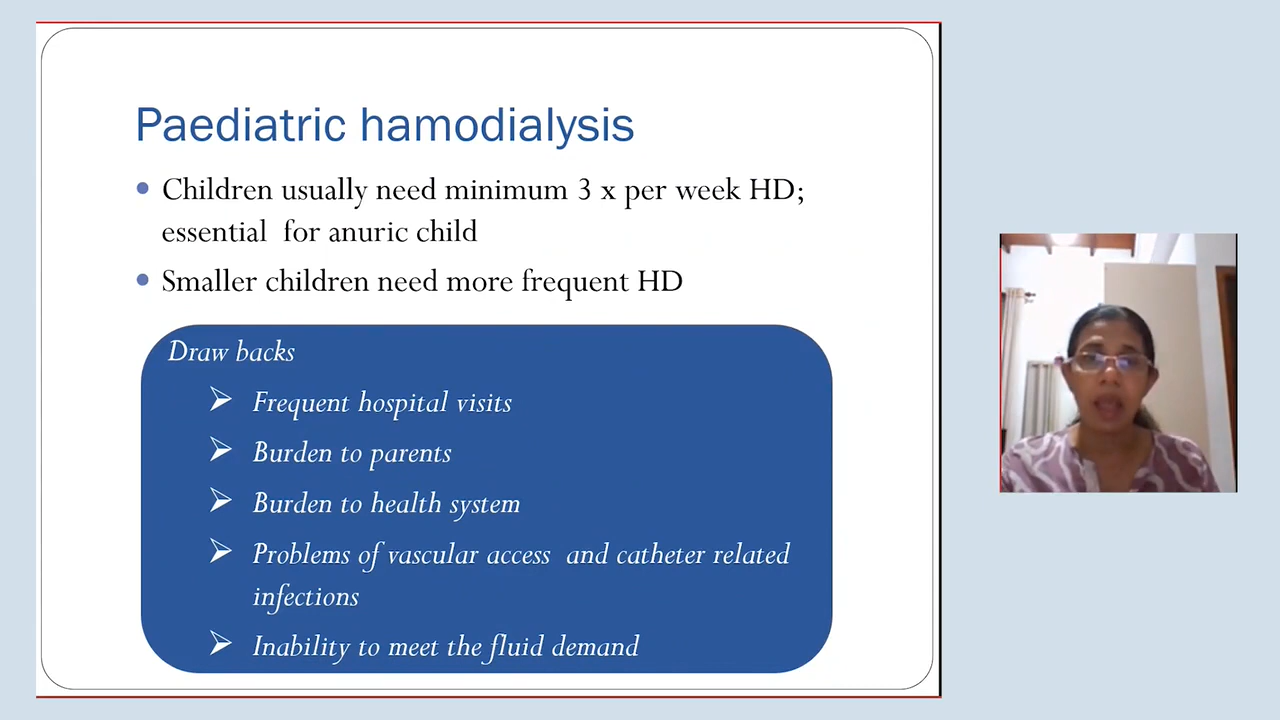 Paediatric hamodialysis
Children usually need minimum 3 x per week HD;
essential for anuric child
Smaller children need more frequent HD
Draw backs
Frequent hospital visits
Burden to parents
Burden to health system
Problems of vascular access and catheter related
infections
Inability to meet the fluid demand